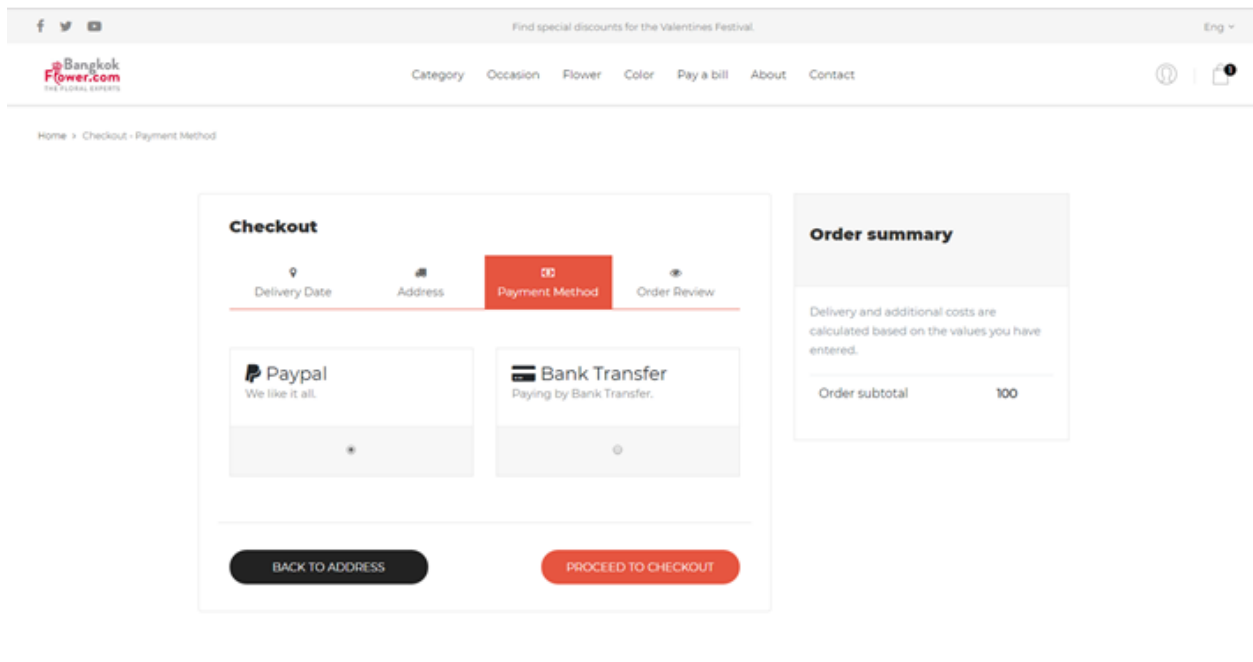 Find special discounts for the Valentines Festival.
Eng
Bangkok
Flower.com
THE FLORAL EXPERTS
Category Occasion Flower Color Pay a bill About Contact
Home > Checkout - Payment Method
Checkout
Delivery Date Address Payment Method Order Review
Paypal
We like it all.
Bank Transfer
Paying by Bank Transfer.
BACK TO ADDRESS PROCEED TO CHECKOUT
Order summary
Delivery and additional costs are
calculated based on the values you have
entered.
Order subtotal 100